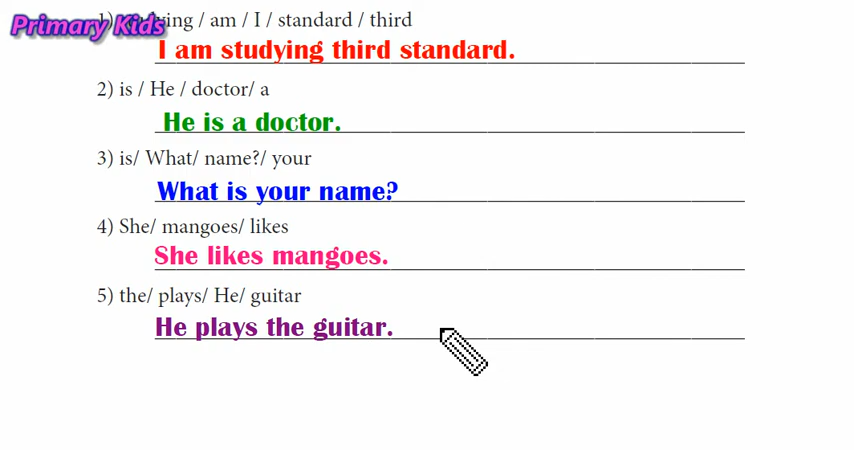 Primary Kids
1) studying / am / I / standard / third
I am studying third standard.
2) is / He / doctor/ a
He is a doctor.
3) is/ What/ name?/ your
What is your name?
4) She/ mangoes/ likes
She likes mangoes.
5) the/ plays/ He/ guitar
He plays the guitar.